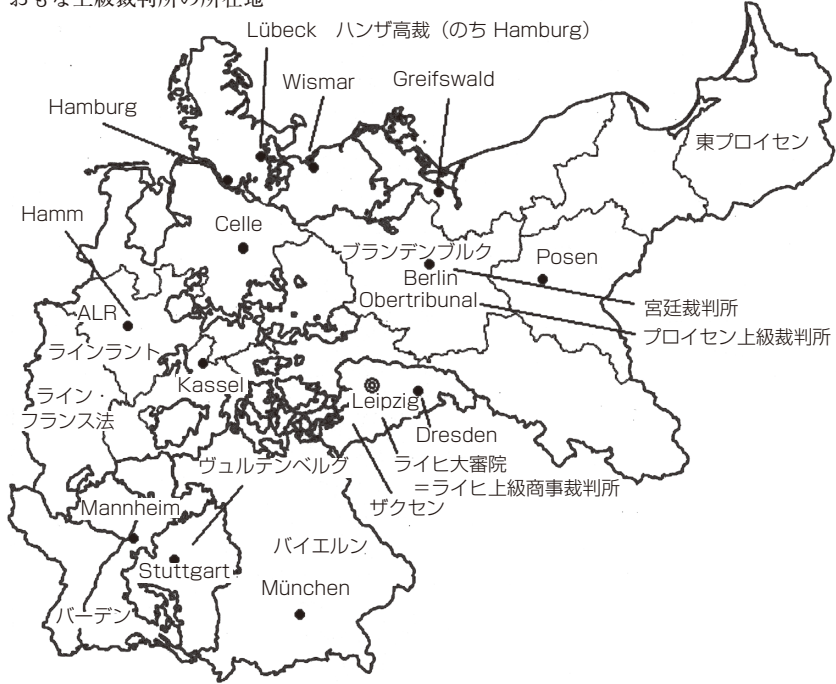 おもな上級裁判所の所在地
Lübeck ハンザ高裁（のち Hamburg）
Wismar
Greifswald
Hamburg
東プロイセン
Hamm
Celle
ブランデンブルク
Berlin
Obertribunal
Posen
宮廷裁判所
プロイセン上級裁判所
ALR
ラインラント
Kassel
ライン・
フランス法
Leipzig
Dresden
ヴュルテンベルグ
ライヒ大審院
＝ライヒ上級商事裁判所
ザクセン
Mannheim
バイエルン
Stuttgart
München
バーデン